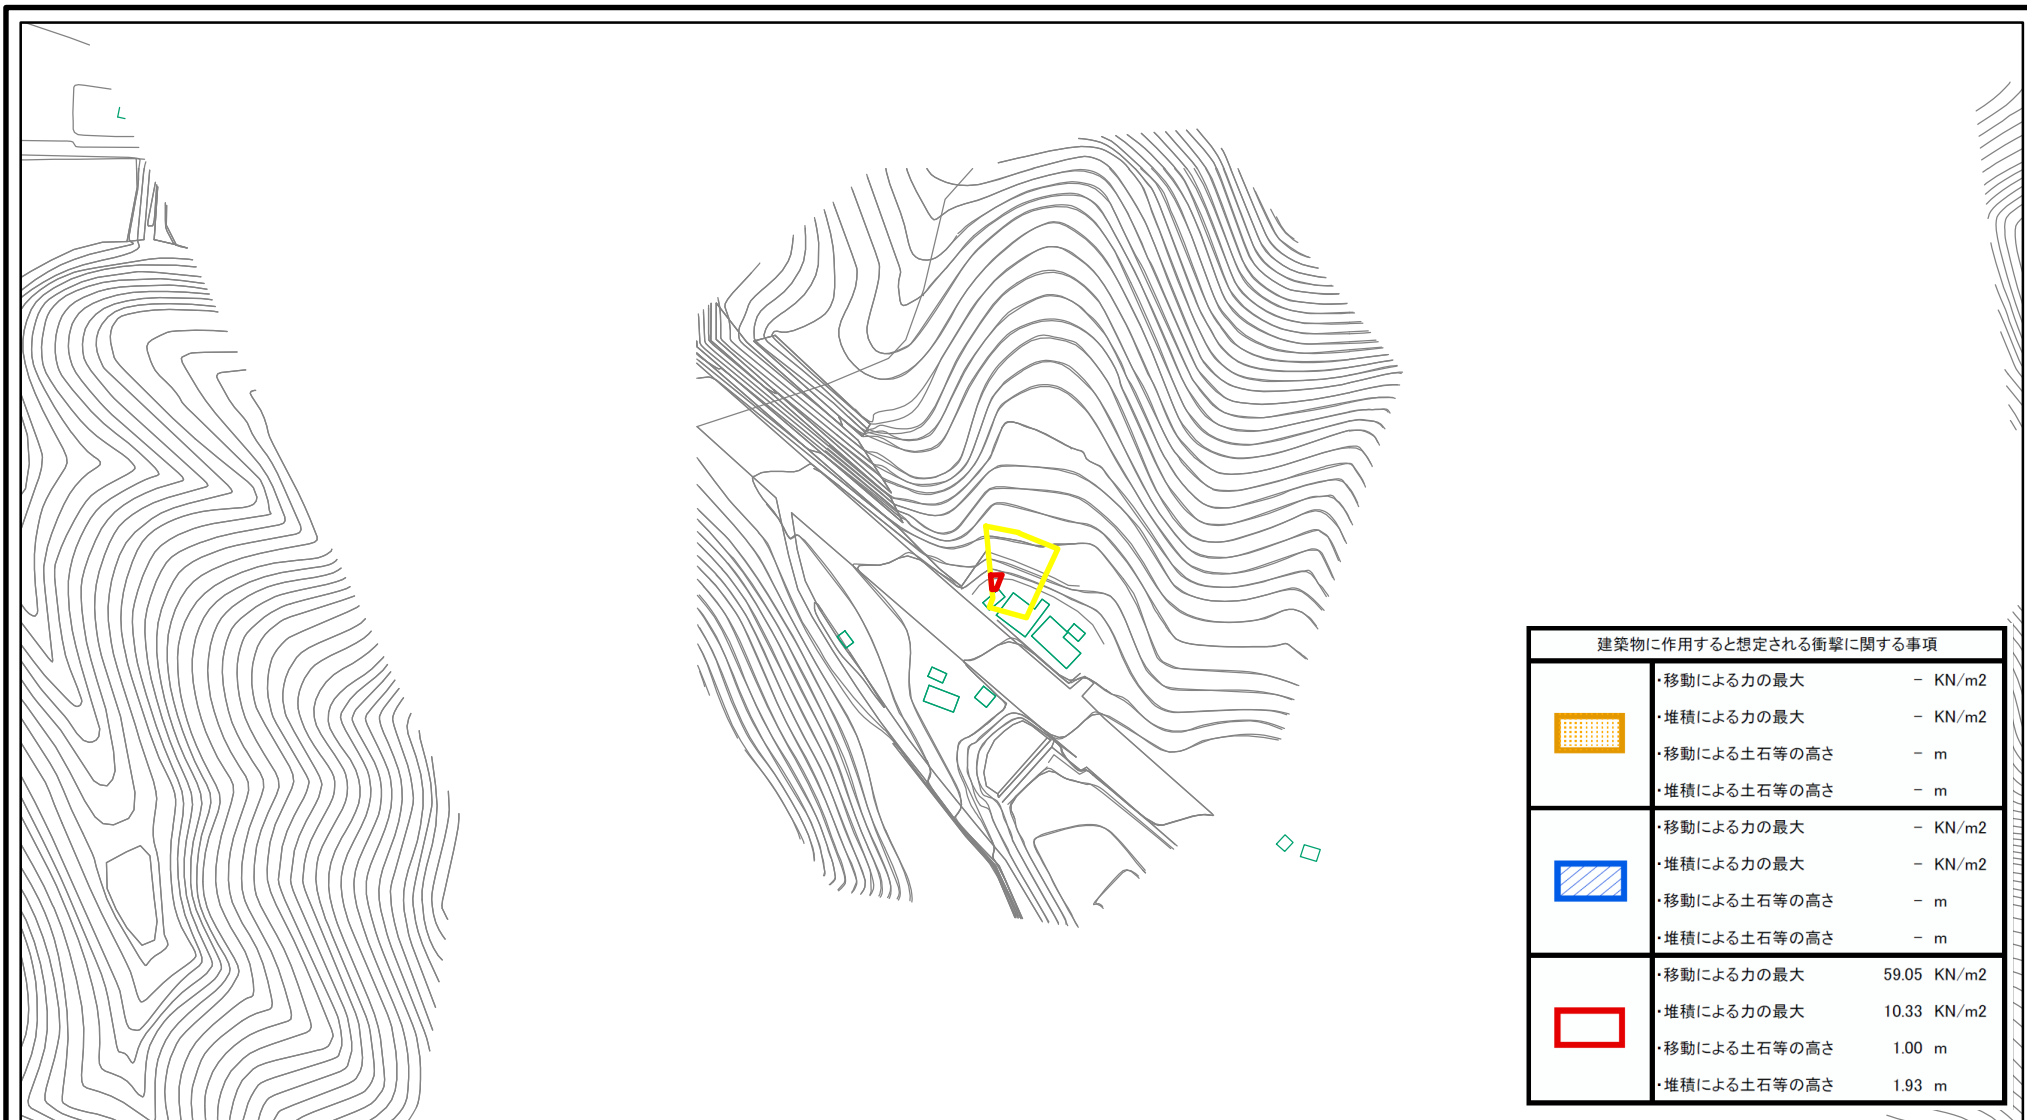 建築物に作用すると想定される衝撃に関する事項
・移動による力の最大 － KN/m2
・堆積による力の最大 － KN/m2
・移動による土石等の高さ － m
・堆積による土石等の高さ － m
・移動による力の最大 － KN/m2
・堆積による力の最大 － KN/m2
・移動による土石等の高さ － m
・堆積による土石等の高さ － m
・移動による力の最大 59.05 KN/m2
・堆積による力の最大 10.33 KN/m2
・移動による土石等の高さ 1.00 m
・堆積による土石等の高さ 1.93 m